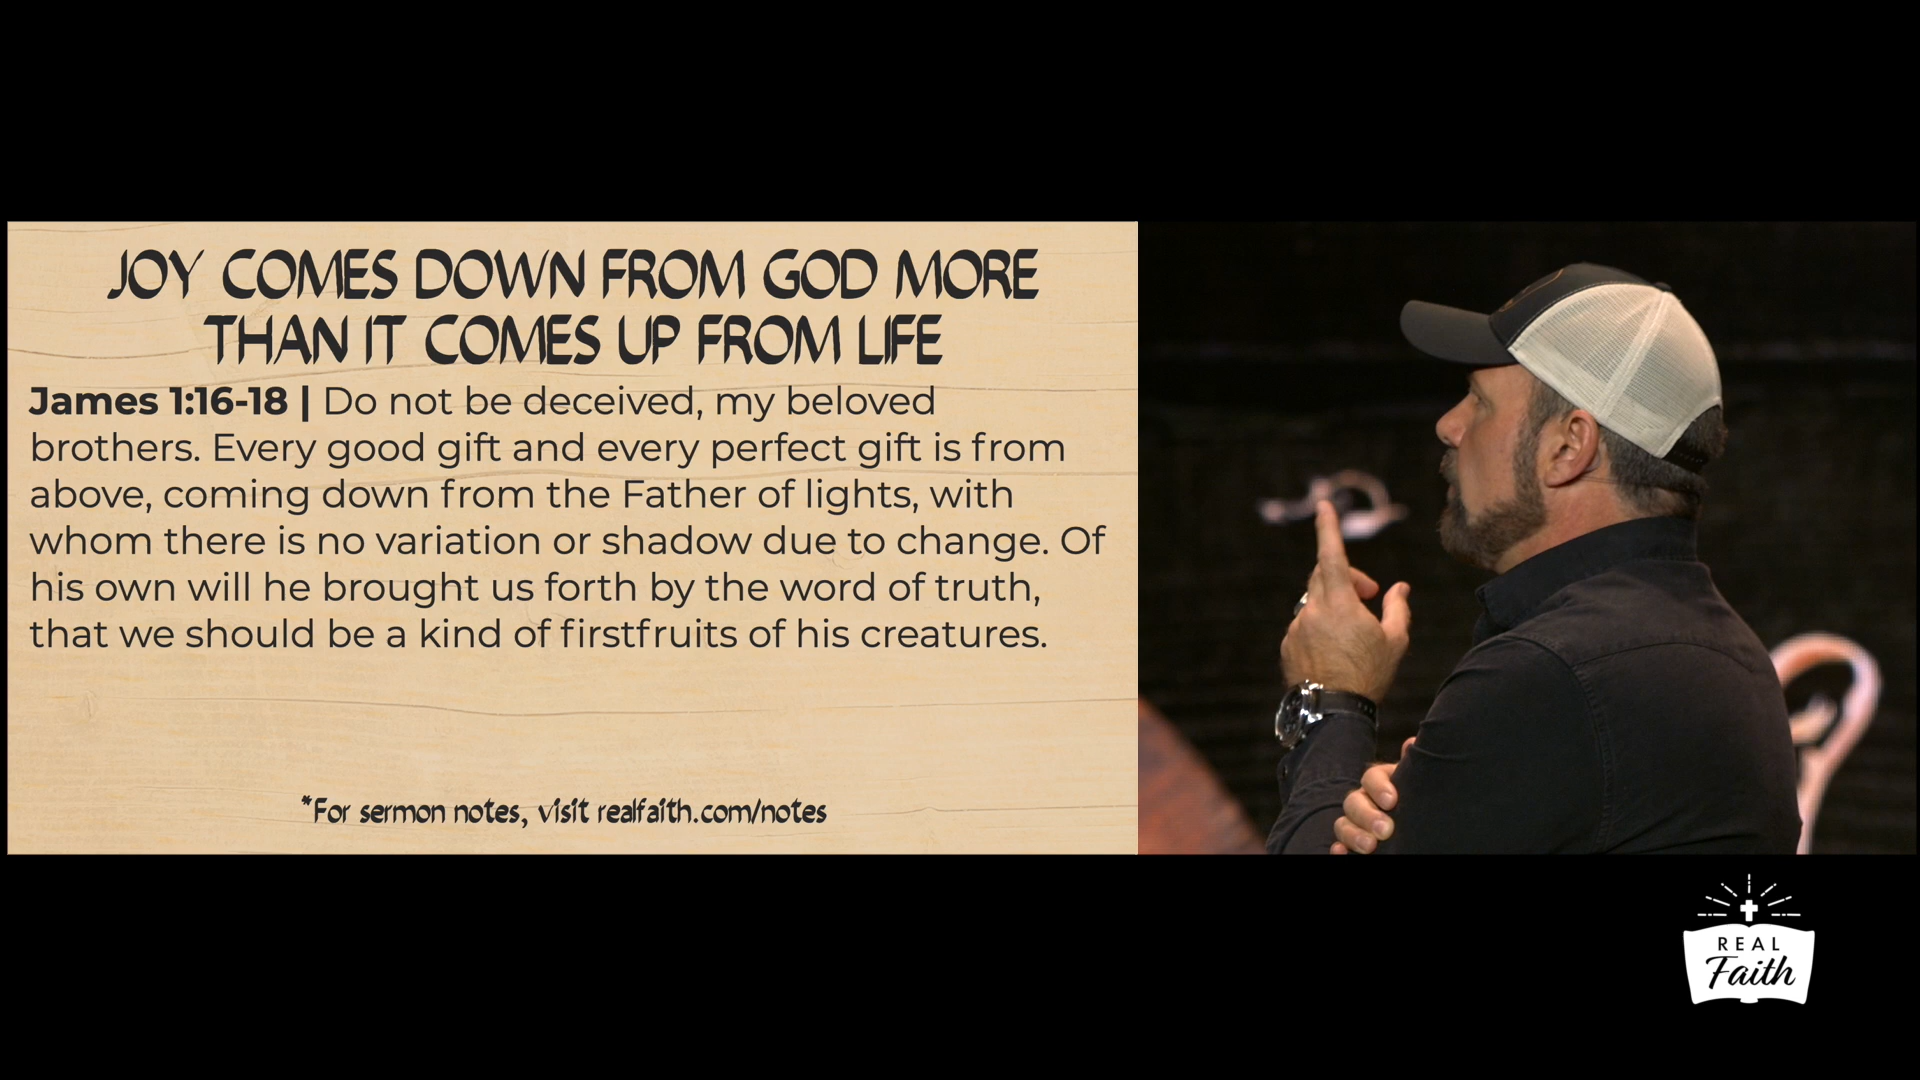 JOY COMES DOWN FROM GOD MORE
THAN IT COMES UP FROM LIFE
James 1:16-18 | Do not be deceived, my beloved
brothers. Every good gift and every perfect gift is from
above, coming down from the Father of lights, with
whom there is no variation or shadow due to change. Of
his own will he brought us forth by the word of truth,
that we should be a kind of firstfruits of his creatures.
*For sermon notes, visit realfaith.com/notes
REAL
Faith